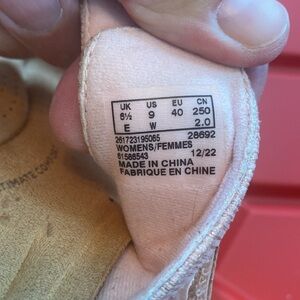 UK US EU CN
6½ 9 40 250
E W 2.0
261723195065 28692
WOMENS/FEMMES
61586543 12/22
MADE IN CHINA
FABRIQUE EN CHINE